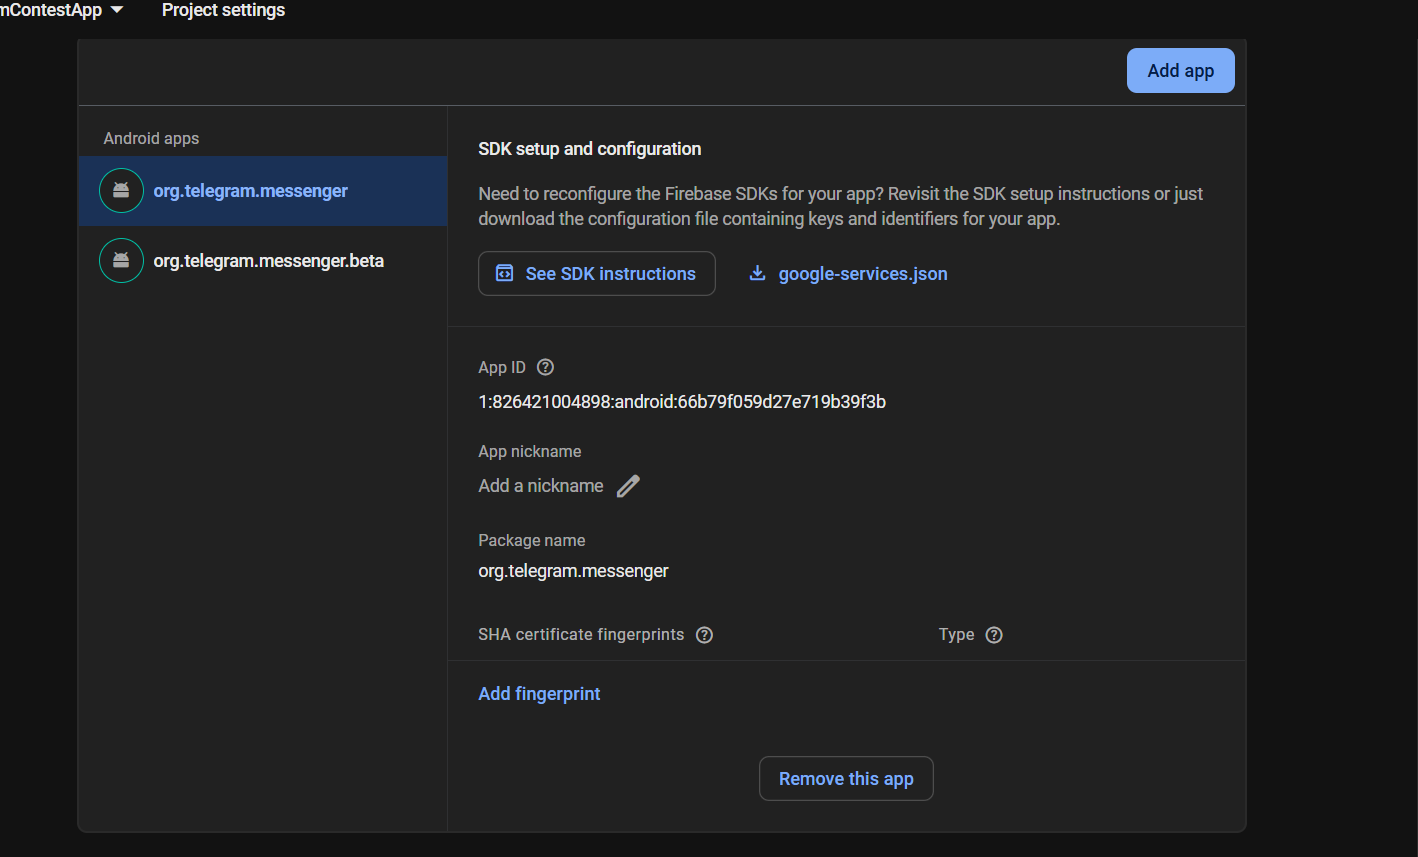 mContestApp
Project settings
Add app
Android apps
org.telegram.messenger
org.telegram.messenger.beta
SDK setup and configuration
Need to reconfigure the Firebase SDKs for your app? Revisit the SDK setup instructions or just
download the configuration file containing keys and identifiers for your app.
See SDK instructions
google-services.json
App ID
1:826421004898:android:66b79f059d27e719b39f3b
App nickname
Add a nickname
Package name
org.telegram.messenger
SHA certificate fingerprints
Type
Add fingerprint
Remove this app